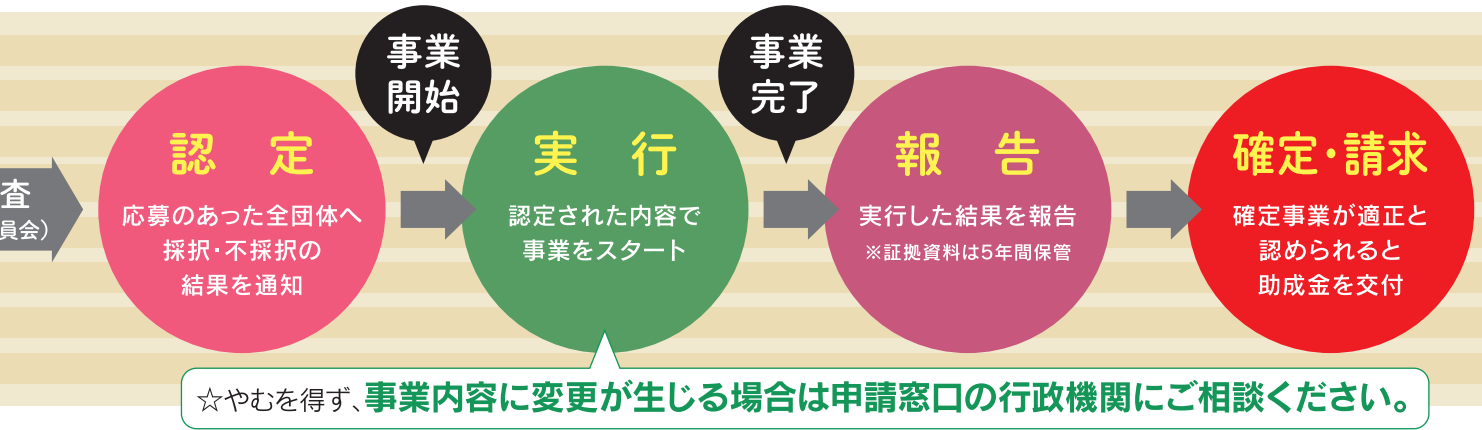 査
員会）
認　定
応募のあった全団体へ
採択・不採択の
結果を通知
事業
開始
実　行
認定された内容で
事業をスタート
事業
完了
報　告
実行した結果を報告
※証拠資料は5年間保管
確定・請求
確定事業が適正と
認められると
助成金を交付
☆やむを得ず、事業内容に変更が生じる場合は申請窓口の行政機関にご相談ください。